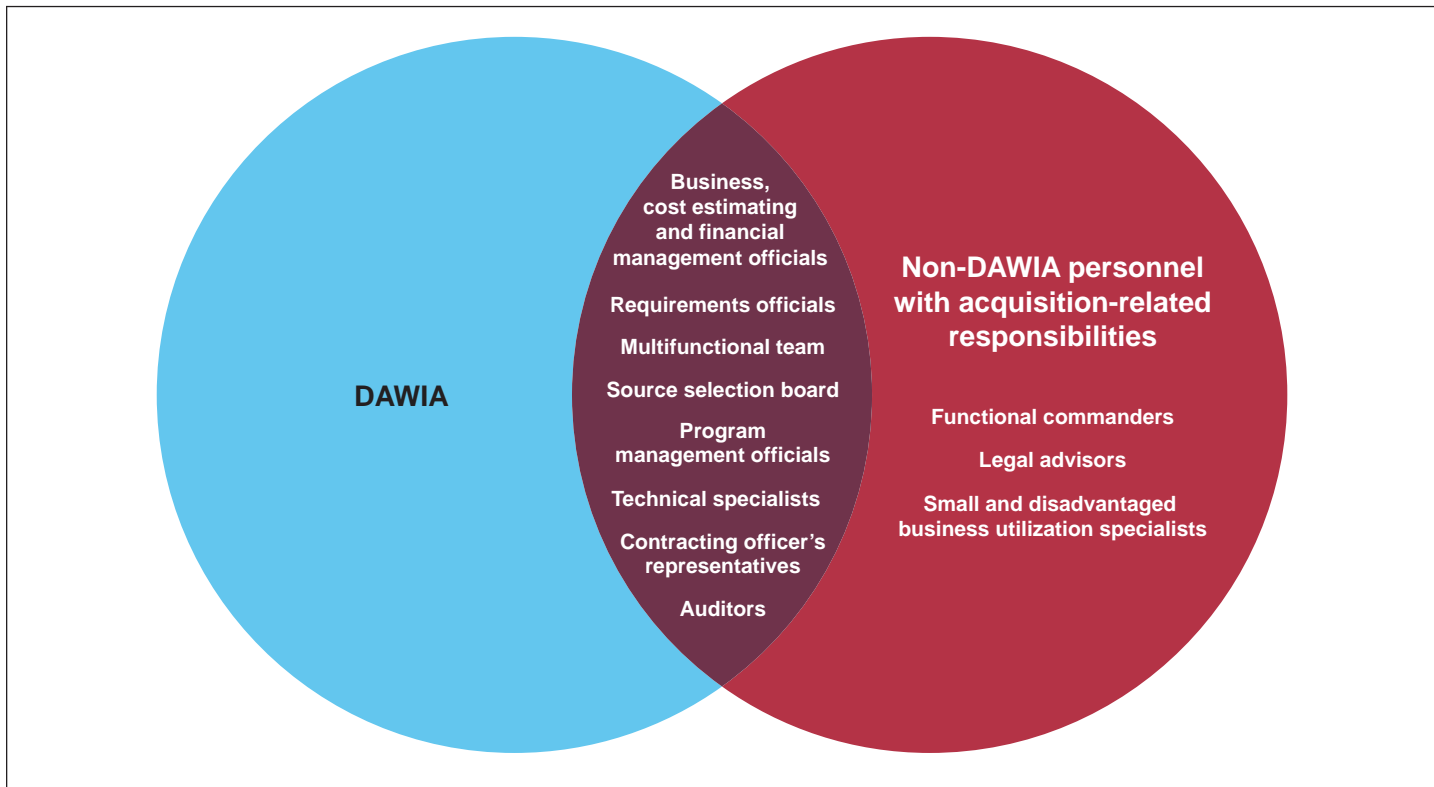 DAWIA
Business,
cost estimating
and financial
management officials
Requirements officials
Multifunctional team
Source selection board
Program
management officials
Technical specialists
Contracting officer’s
representatives
Auditors
Non-DAWIA personnel
with acquisition-related
responsibilities
Functional commanders
Legal advisors
Small and disadvantaged
business utilization specialists